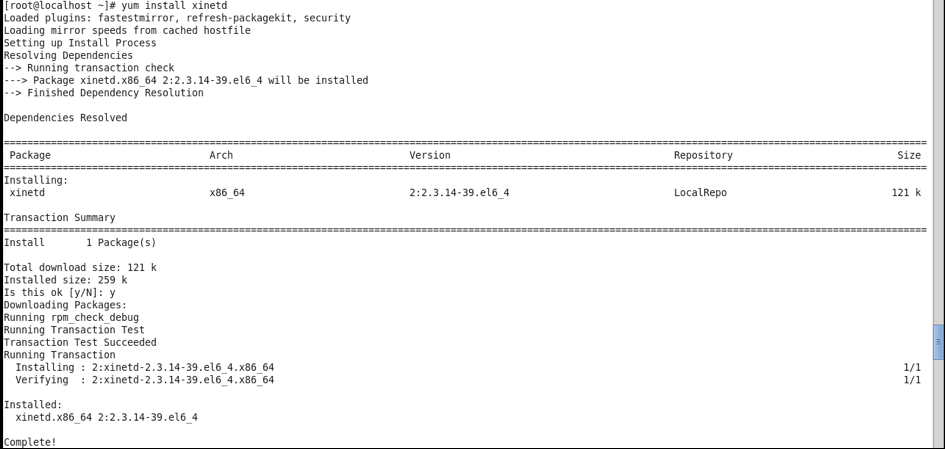 [root@localhost ~]# yum install xinetd
Loaded plugins: fastestmirror, refresh-packagekit, security
Loading mirror speeds from cached hostfile
Setting up Install Process
Resolving Dependencies
--> Running transaction check
---> Package xinetd.x86_64 2:2.3.14-39.el6_4 will be installed
--> Finished Dependency Resolution
Dependencies Resolved
Package Arch Version Repository Size
Installing:
xinetd x86_64 2:2.3.14-39.el6_4 LocalRepo 121 k
Transaction Summary
Install 1 Package(s)
Total download size: 121 k
Installed size: 259 k
Is this ok [y/N]: y
Downloading Packages:
Running rpm_check_debug
Running Transaction Test
Transaction Test Succeeded
Running Transaction
Installing : 2:xinetd-2.3.14-39.el6_4.x86_64 1/1
Verifying : 2:xinetd-2.3.14-39.el6_4.x86_64 1/1
Installed:
xinetd.x86_64 2:2.3.14-39.el6_4
Complete!